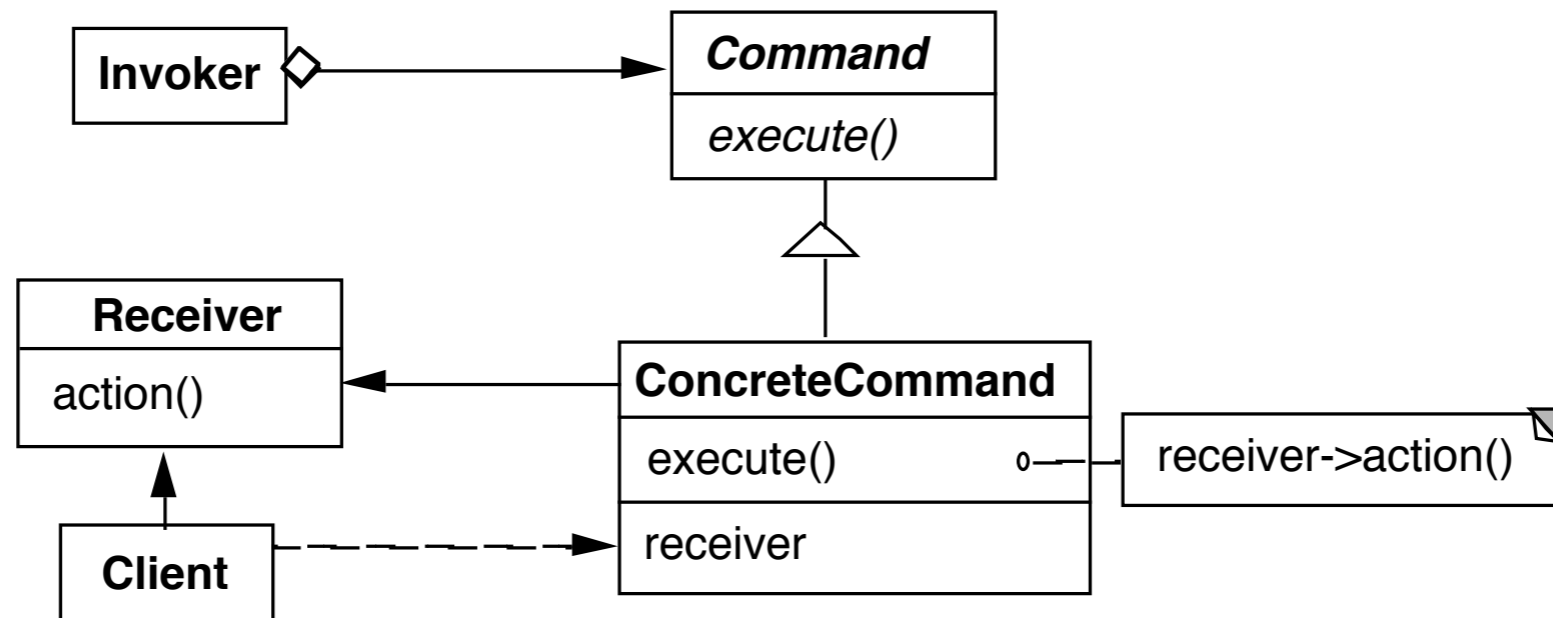 Invoker
Command
execute()
Receiver
action()
ConcreteCommand
execute()
receiver->action()
receiver
Client